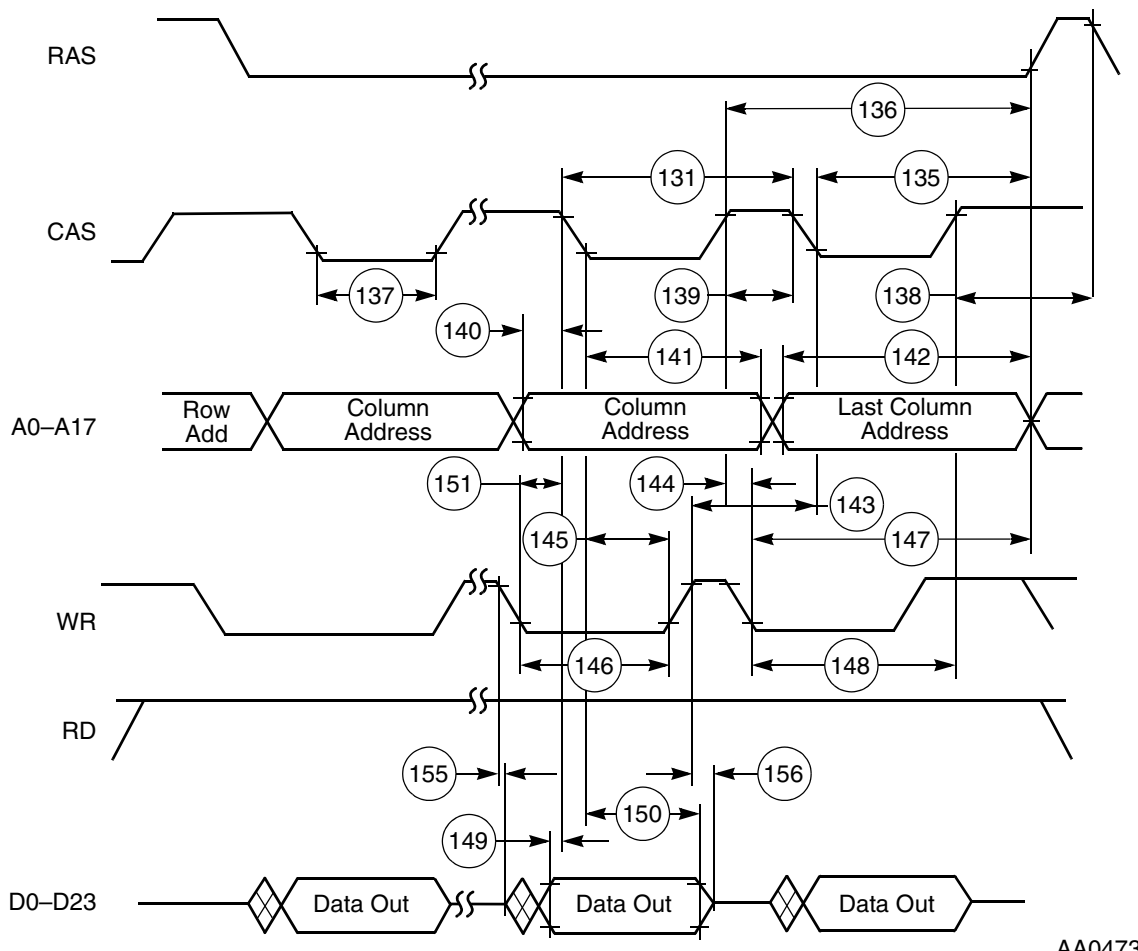 RAS
136
131
135
CAS
137
139
138
140
141
142
A0–A17
Row
Add
Column
Address
Column
Address
Last Column
Address
151
144
143
145
147
WR
146
148
RD
155
156
150
149
D0–D23
Data Out
Data Out
Data Out
AA0473